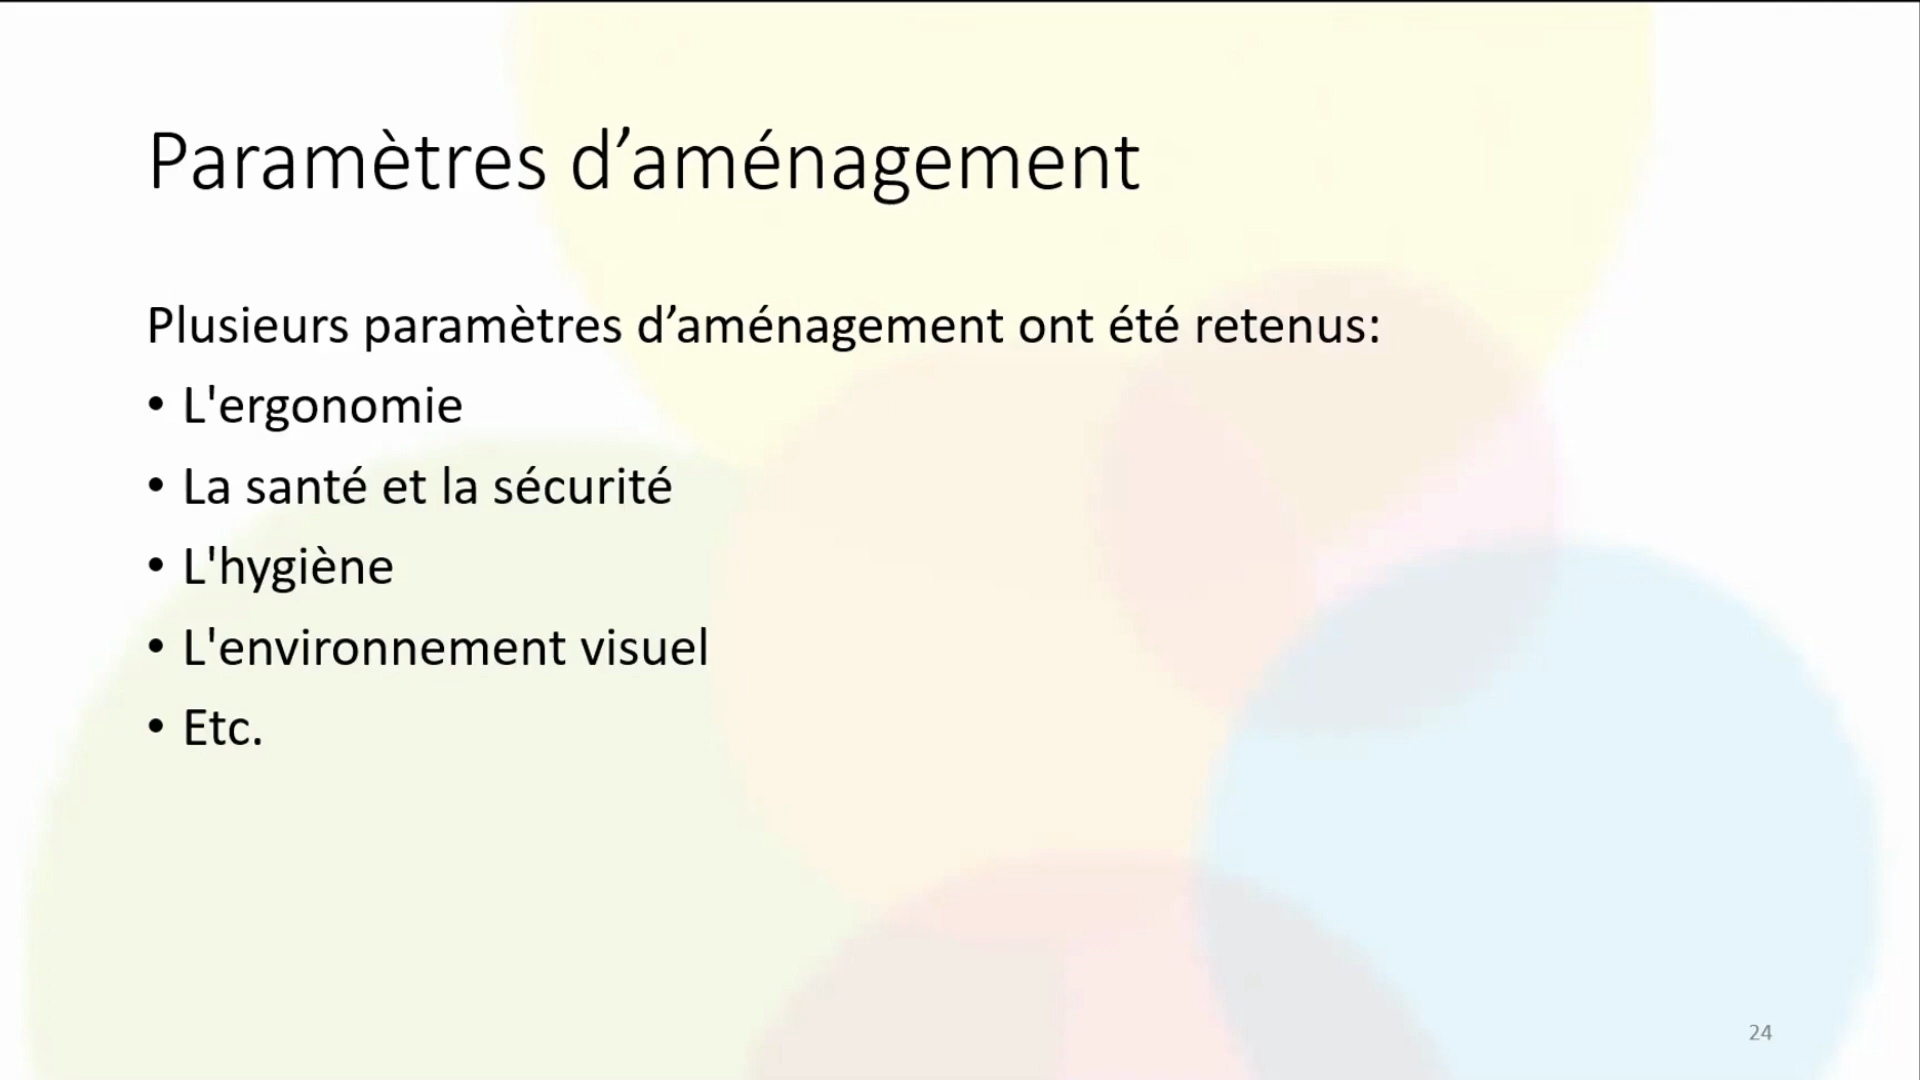 Paramètres d’aménagement
Plusieurs paramètres d’aménagement ont été retenus:
• L'ergonomie
• La santé et la sécurité
• L'hygiène
• L'environnement visuel
• Etc.
24